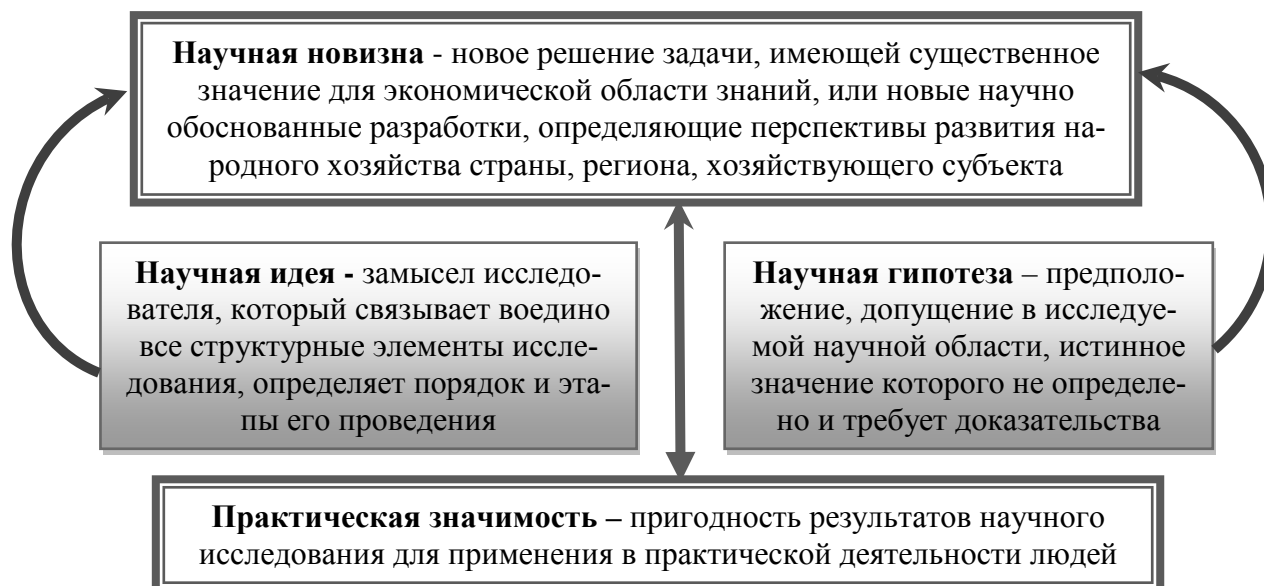 Научная новизна - новое решение задачи, имеющей существенное
значение для экономической области знаний, или новые научно
обоснованные разработки, определяющие перспективы развития на-
родного хозяйства страны, региона, хозяйствующего субъекта
Научная идея - замысел исследо-
вателя, который связывает воедино
все структурные элементы иссле-
дования, определяет порядок и эта-
пы его проведения
Научная гипотеза – предполо-
жение, допущение в исследуе-
мой научной области, истинное
значение которого не определе-
но и требует доказательства
Практическая значимость – пригодность результатов научного
исследования для применения в практической деятельности людей